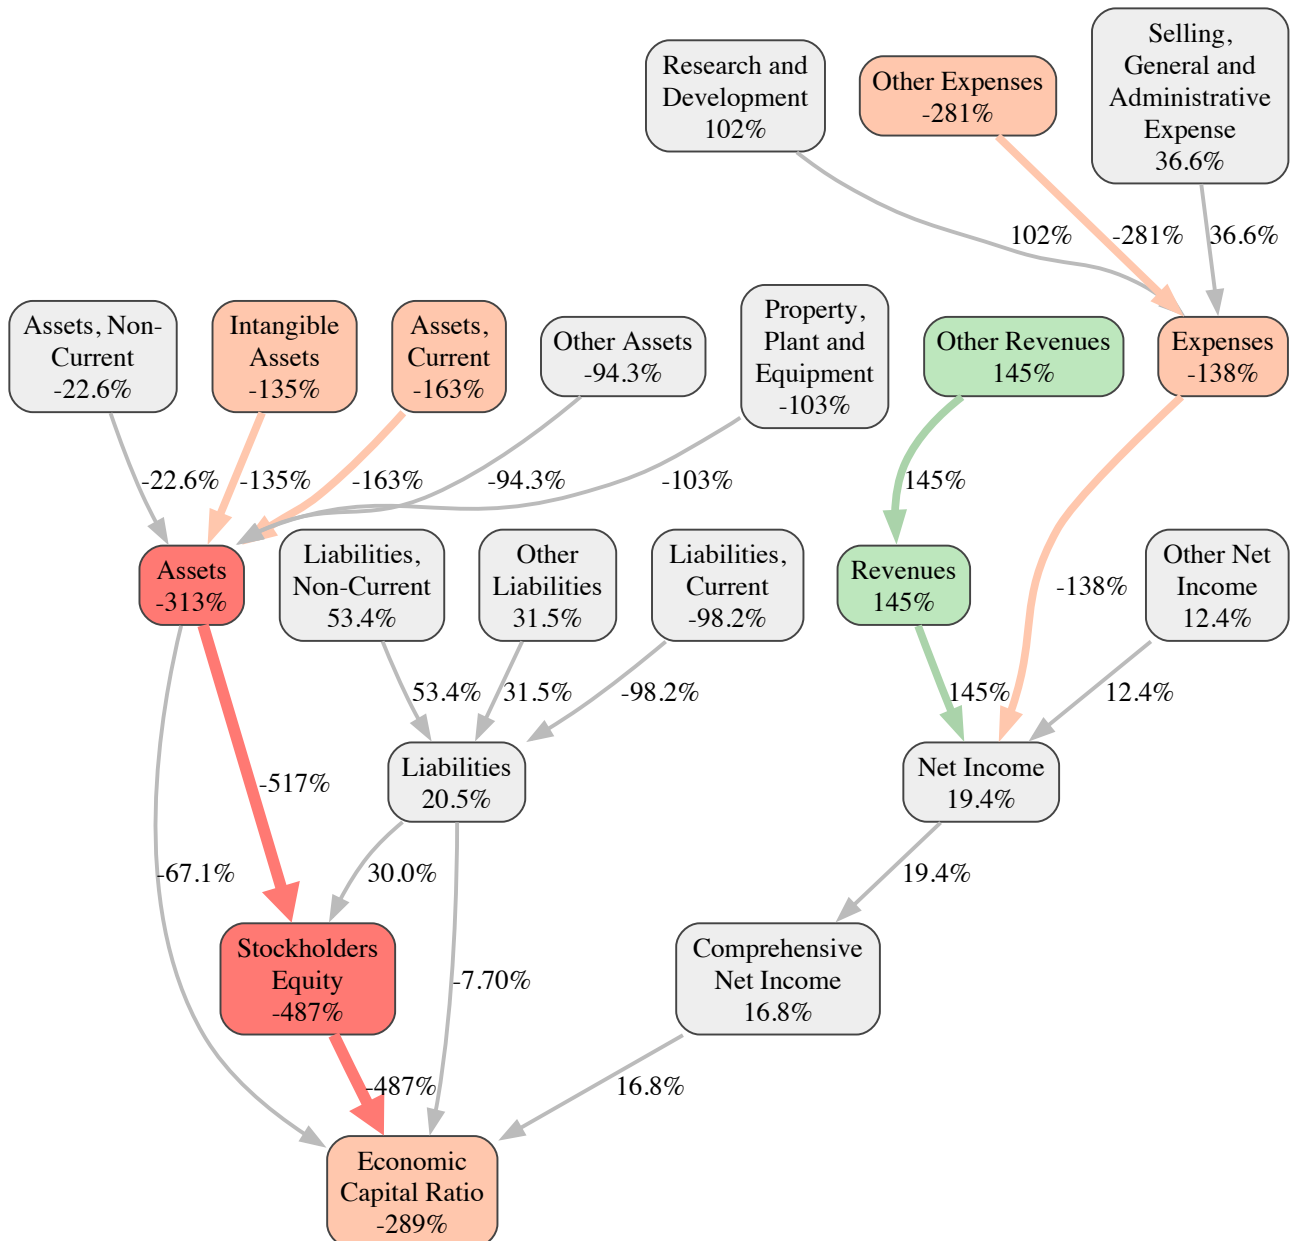 Selling,
General and
Administrative
Expense
36.6%
Research and
Development
102%
Other Expenses
-281%
102%
-281%
36.6%
Assets, Non-
Current
-22.6%
Intangible
Assets
-135%
Assets,
Current
-163%
Other Assets
-94.3%
Property,
Plant and
Equipment
-103%
Other Revenues
145%
Expenses
-138%
-22.6%
-135%
-163%
-94.3%
-103%
145%
Assets
-313%
Liabilities,
Non-Current
53.4%
Other
Liabilities
31.5%
Liabilities,
Current
-98.2%
Revenues
145%
-138%
Other Net
Income
12.4%
53.4%
31.5%
-98.2%
145%
12.4%
-517%
Liabilities
20.5%
Net Income
19.4%
-67.1%
30.0%
19.4%
Stockholders
Equity
-487%
-7.70%
Comprehensive
Net Income
16.8%
-487%
16.8%
Economic
Capital Ratio
-289%